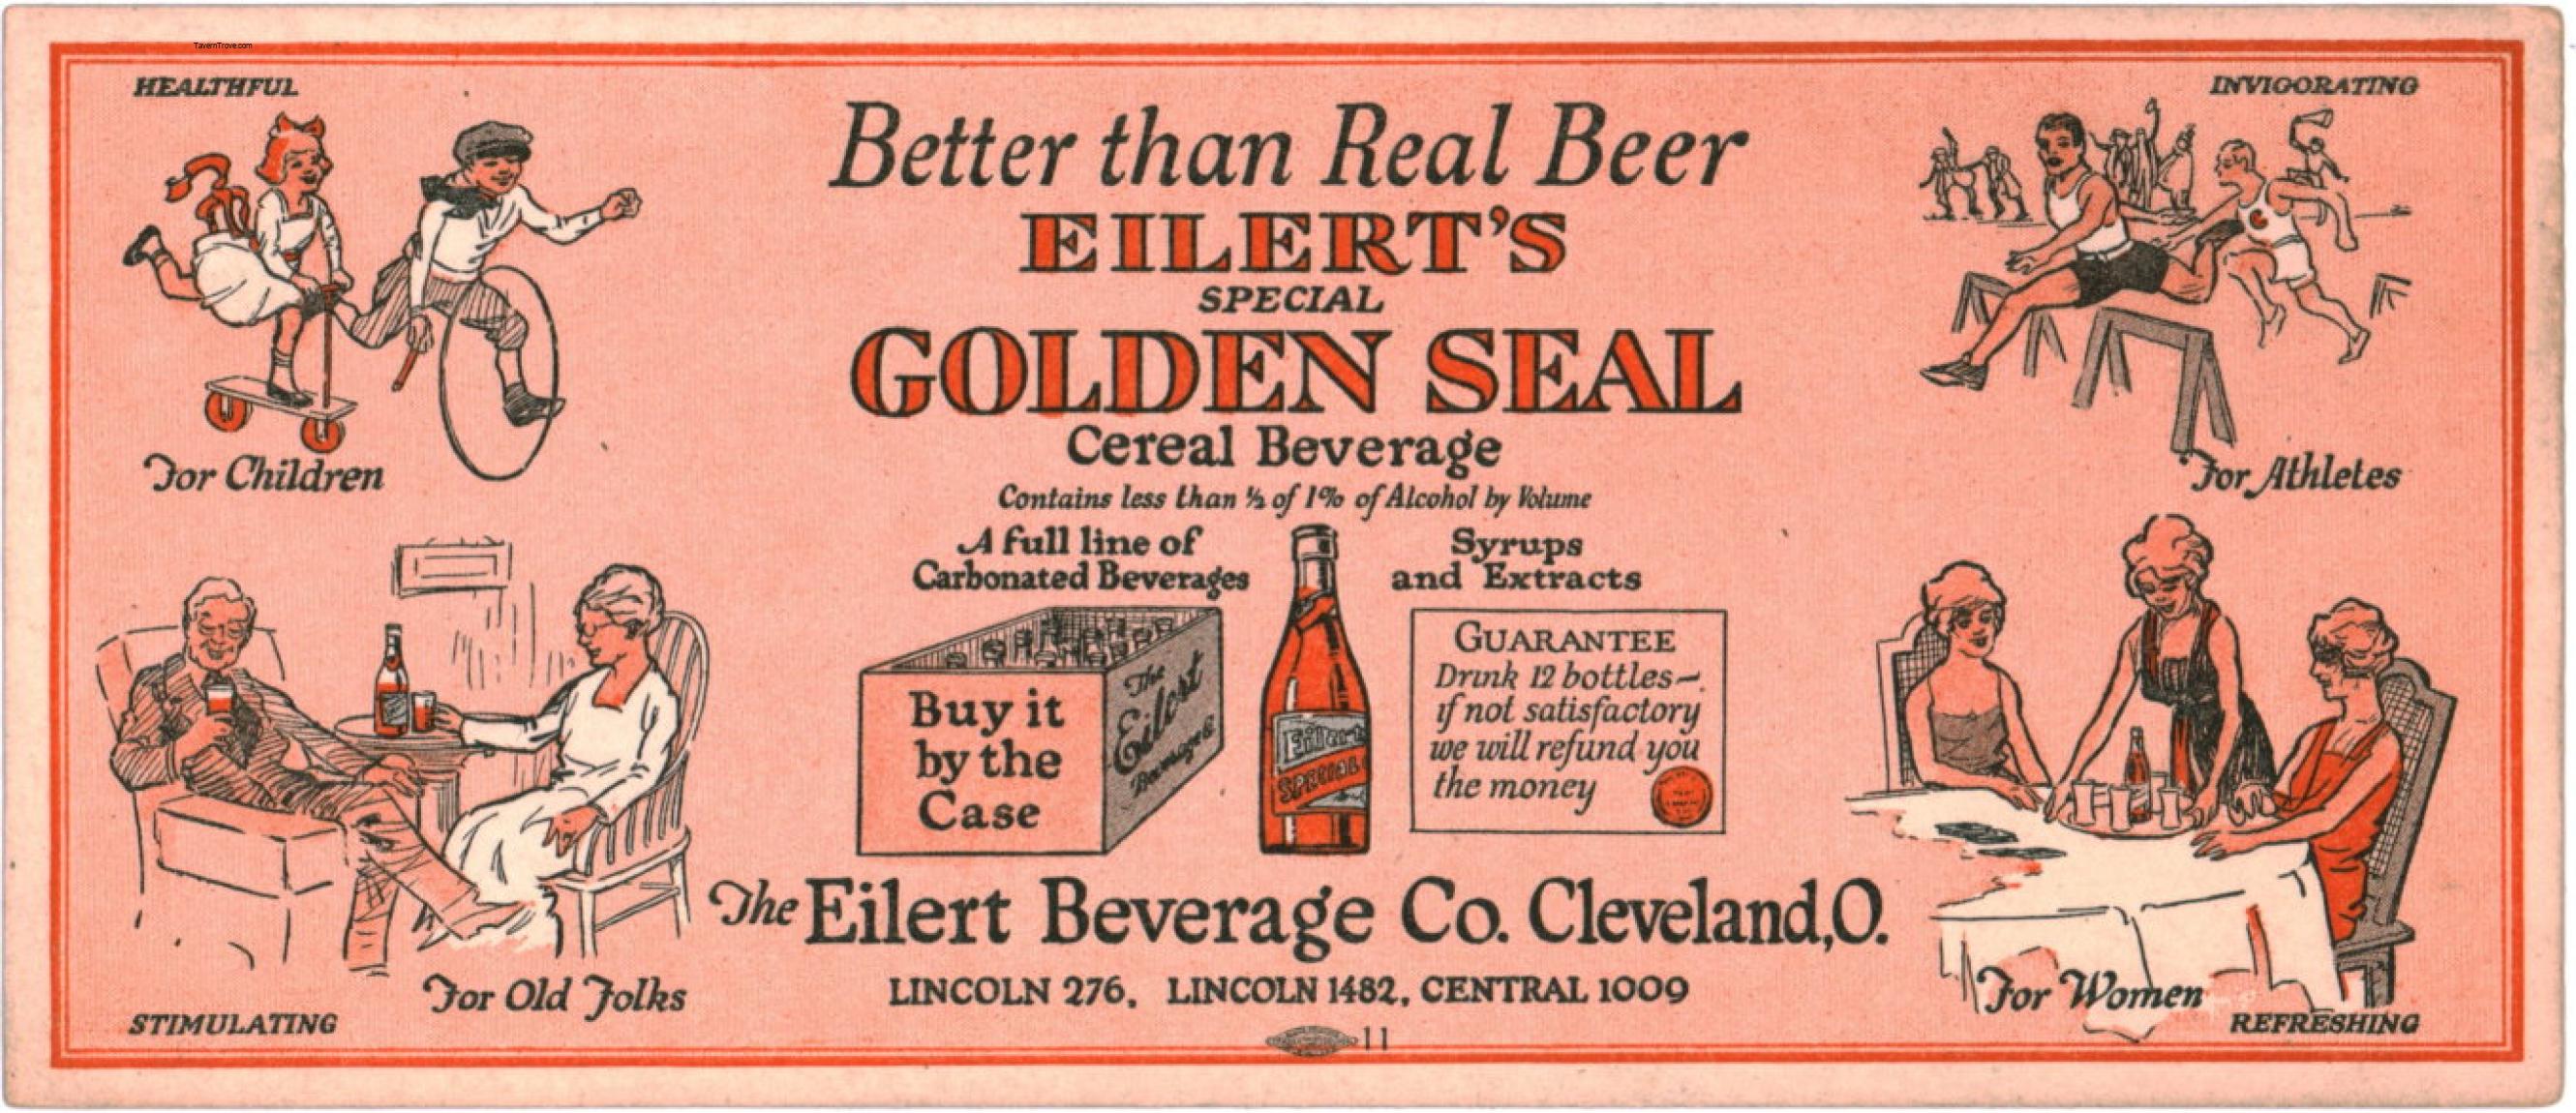 TavernTrove.com
HEALTHFUL
For Children
Better than Real Beer
EILERT'S
SPECIAL
GOLDEN SEAL
Cereal Beverage
Contains less than ½ of 1% of Alcohol by Volume
INVIGORATING
For Athletes
A full line of
Carbonated Beverages
Syrups
and Extracts
Buy it
by the
Case
The
Eilert
Beverage Co
Eilert's
SPECIAL
GUARANTEE
Drink 12 bottles—
if not satisfactory
we will refund you
the money
For Old Folks
STIMULATING
The Eilert Beverage Co. Cleveland, O.
LINCOLN 276, LINCOLN 1482, CENTRAL 1009
11
For Women
REFRESHING